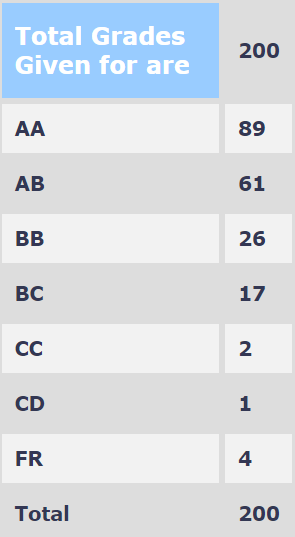 Total Grades
Given for are 200
AA 89
AB 61
BB 26
BC 17
CC 2
CD 1
FR 4
Total 200